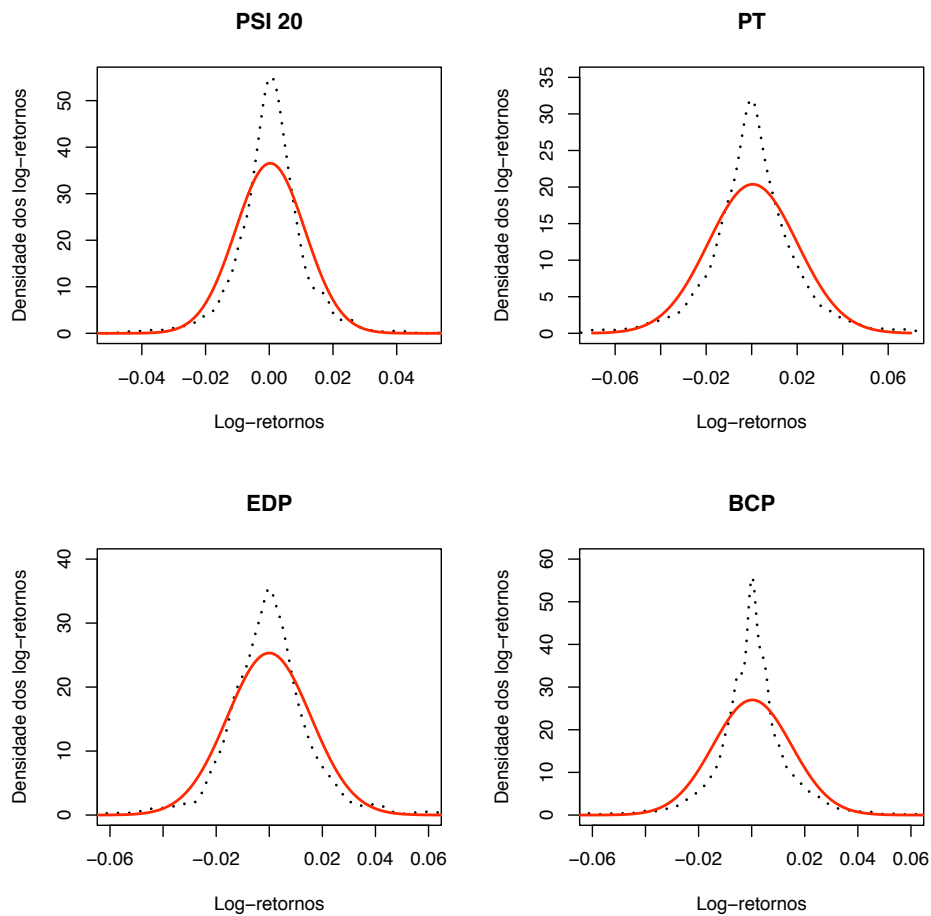 PSI 20
Densidade dos log−retornos
0 10 20 30 40 50
−0.04 −0.02 0.00 0.02 0.04
Log−retornos
PT
Densidade dos log−retornos
0 5 10 15 20 25 30 35
−0.06 −0.02 0.02 0.06
Log−retornos
EDP
Densidade dos log−retornos
0 10 20 30 40
−0.06 −0.02 0.02 0.04 0.06
Log−retornos
BCP
Densidade dos log−retornos
0 10 20 30 40 50 60
−0.06 −0.02 0.02 0.04 0.06
Log−retornos